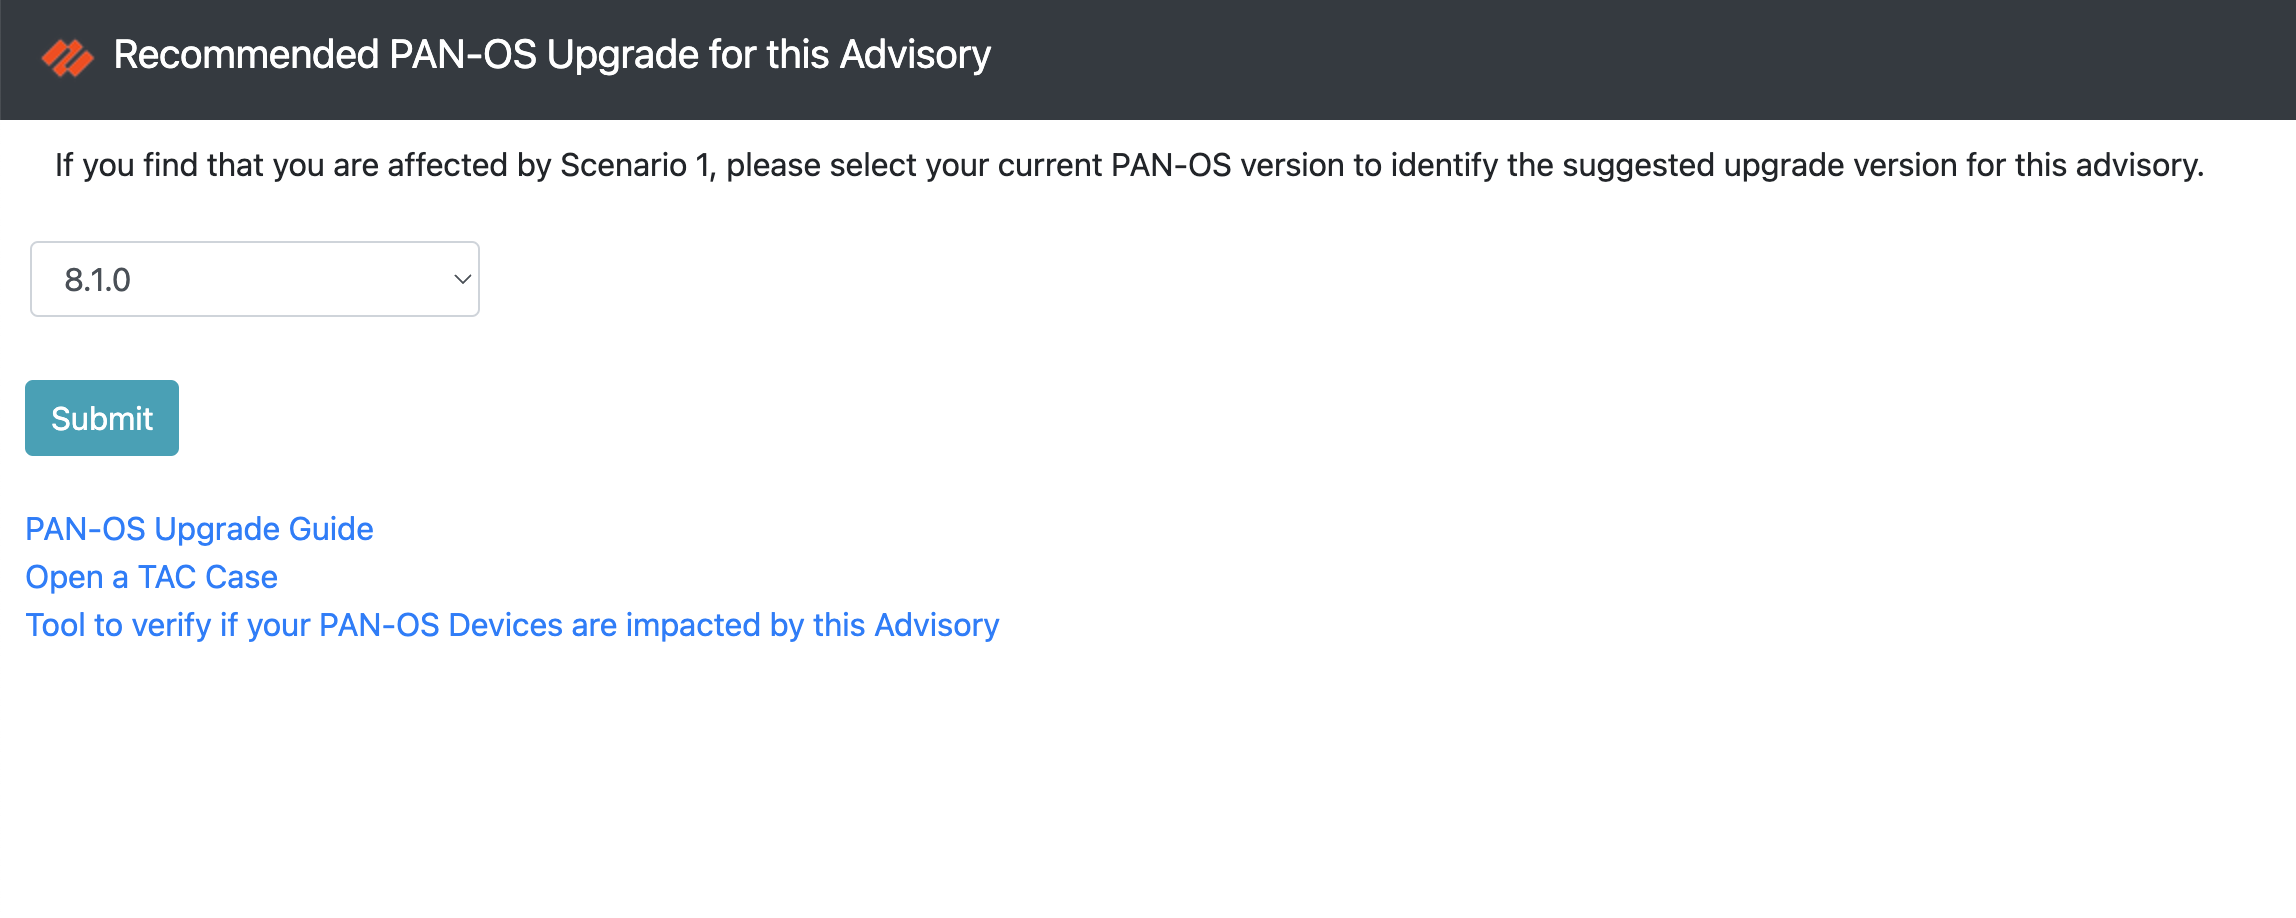 Recommended PAN-OS Upgrade for this Advisory
If you find that you are affected by Scenario 1, please select your current PAN-OS version to identify the suggested upgrade version for this advisory.
8.1.0
Submit
PAN-OS Upgrade Guide
Open a TAC Case
Tool to verify if your PAN-OS Devices are impacted by this Advisory